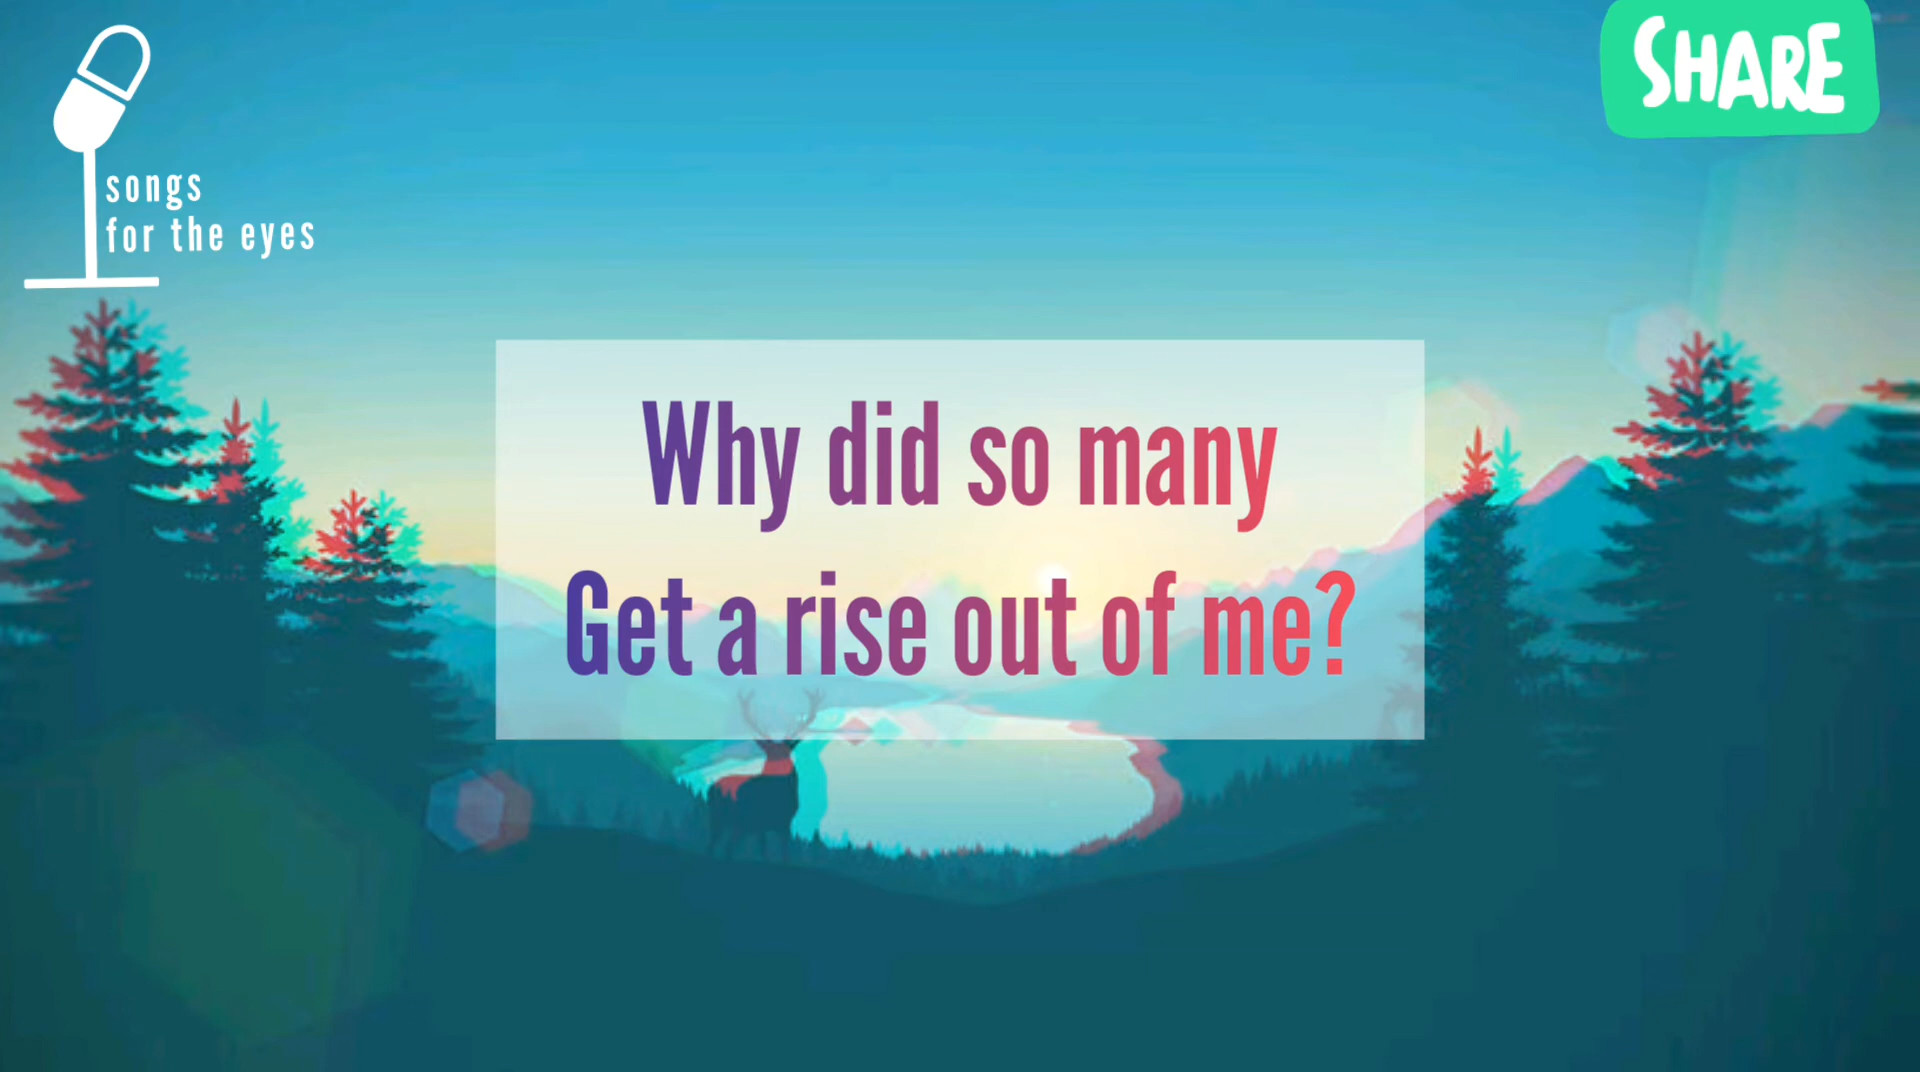 SHARE
songs
for the eyes
Why did so many
Get a rise out of me?